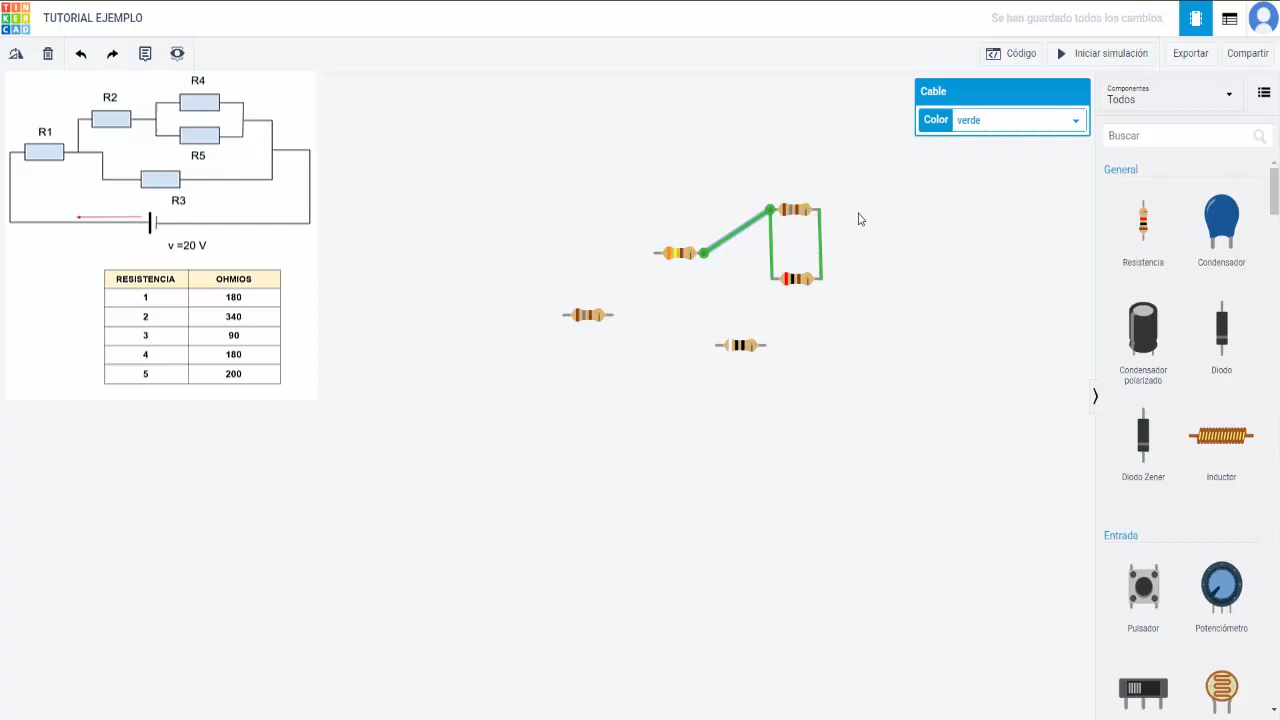 TIN
KER
CAD
TUTORIAL EJEMPLO
Se han guardado todos los cambios.
Código
Iniciar simulación
Exportar
Compartir
R4
R2
R1
R5
R3
v =20 V
RESISTENCIA OHMIOS
1 180
2 340
3 90
4 180
5 200
Cable
Color verde
Componentes
Todos
Buscar
General
Resistencia
Condensador
Condensador
polarizado
Diodo
Diodo Zener
Inductor
Entrada
Pulsador
Potenciómetro